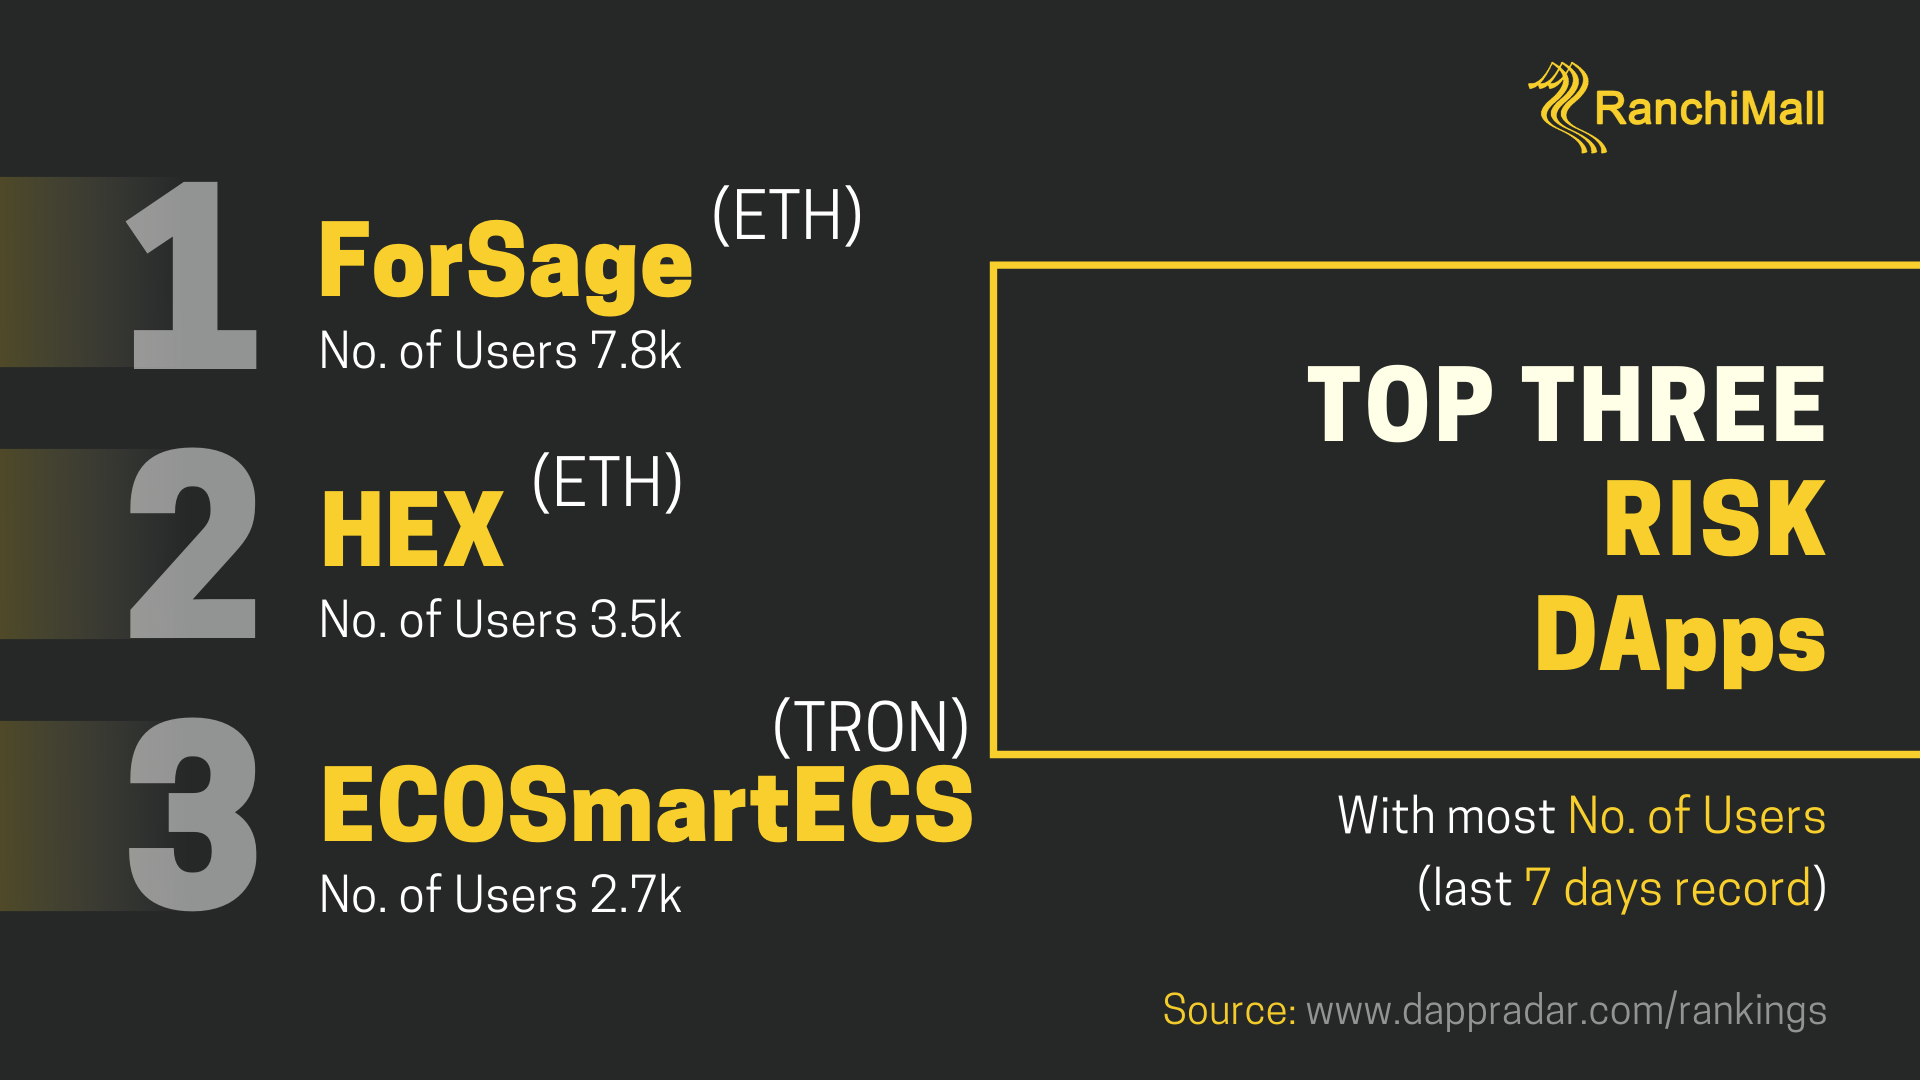 RanchiMall
1
ForSage (ETH)
No. of Users 7.8k
2
HEX (ETH)
No. of Users 3.5k
3
(TRON)
ECOSmartECS
No. of Users 2.7k
TOP THREE
RISK
DApps
With most No. of Users
(last 7 days record)
Source: www.dappradar.com/rankings